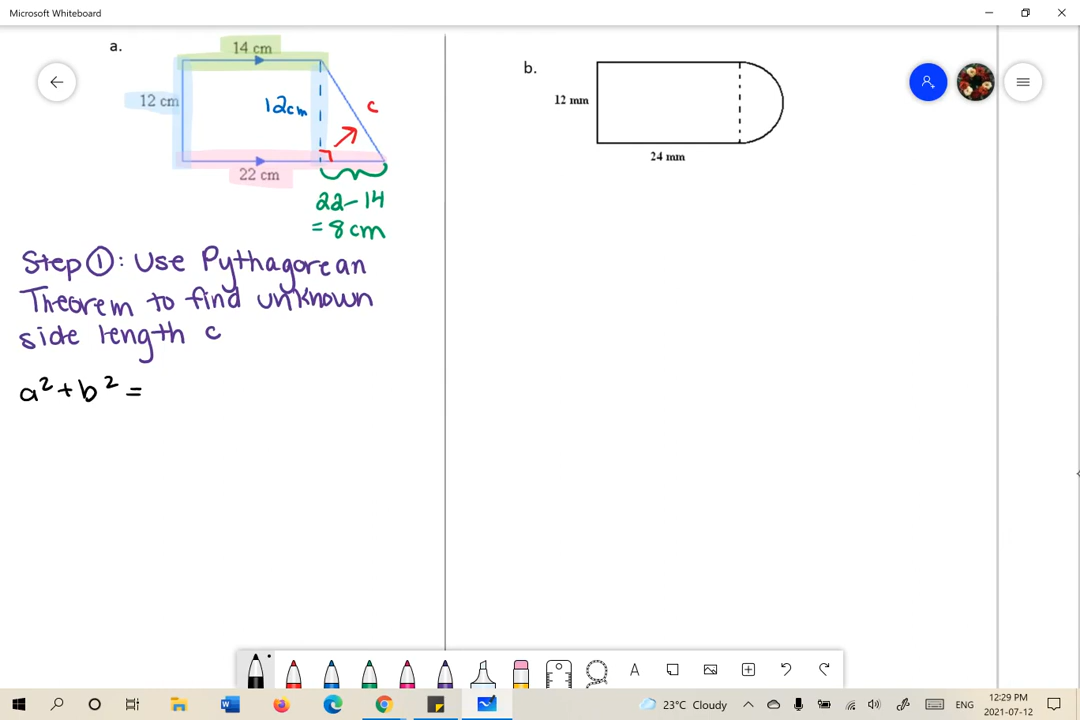 Microsoft Whiteboard
a.
14 cm
12 cm
12cm
c
22 cm
22-14
= 8cm
b.
12 mm
24 mm
Step ①: Use Pythagorean
Theorem to find unknown
side length c
a² + b² =
A
23°C Cloudy
ENG
12:29 PM
2021-07-12